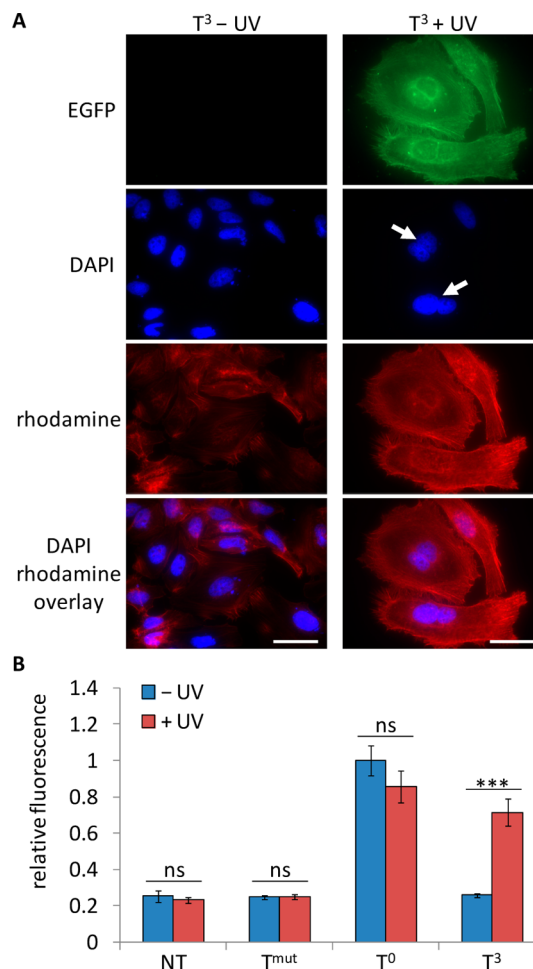 A
T³ – UV
T³ + UV
EGFP
DAPI
rhodamine
DAPI
rhodamine
overlay
B
relative fluorescence
1.4
1.2
1
0.8
0.6
0.4
0.2
0
– UV
+ UV
ns
ns
ns
***
NT
Tᵐᵘᵗ
T⁰
T³